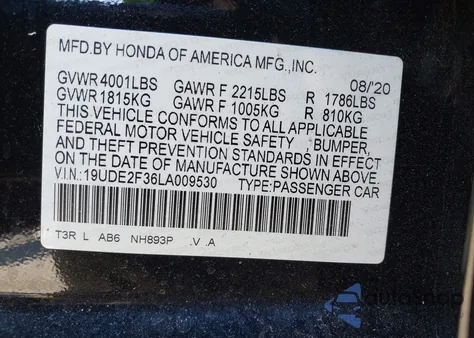 MFD.BY HONDA OF AMERICA MFG.,INC.
08/'20
GVWR 4001LBS GAWR F 2215LBS R 1786LBS
GVWR 1815KG GAWR F 1005KG R 810KG
THIS VEHICLE CONFORMS TO ALL APPLICABLE
FEDERAL MOTOR VEHICLE SAFETY ,BUMPER,
AND THEFT PREVENTION STANDARDS IN EFFECT
ON THE DATE OF MANUFACTURE SHOWN ABOVE.
V.I.N.:19UDE2F36LA009530 TYPE:PASSENGER CAR
T3R L AB6 NH893P .V .A
autosnap